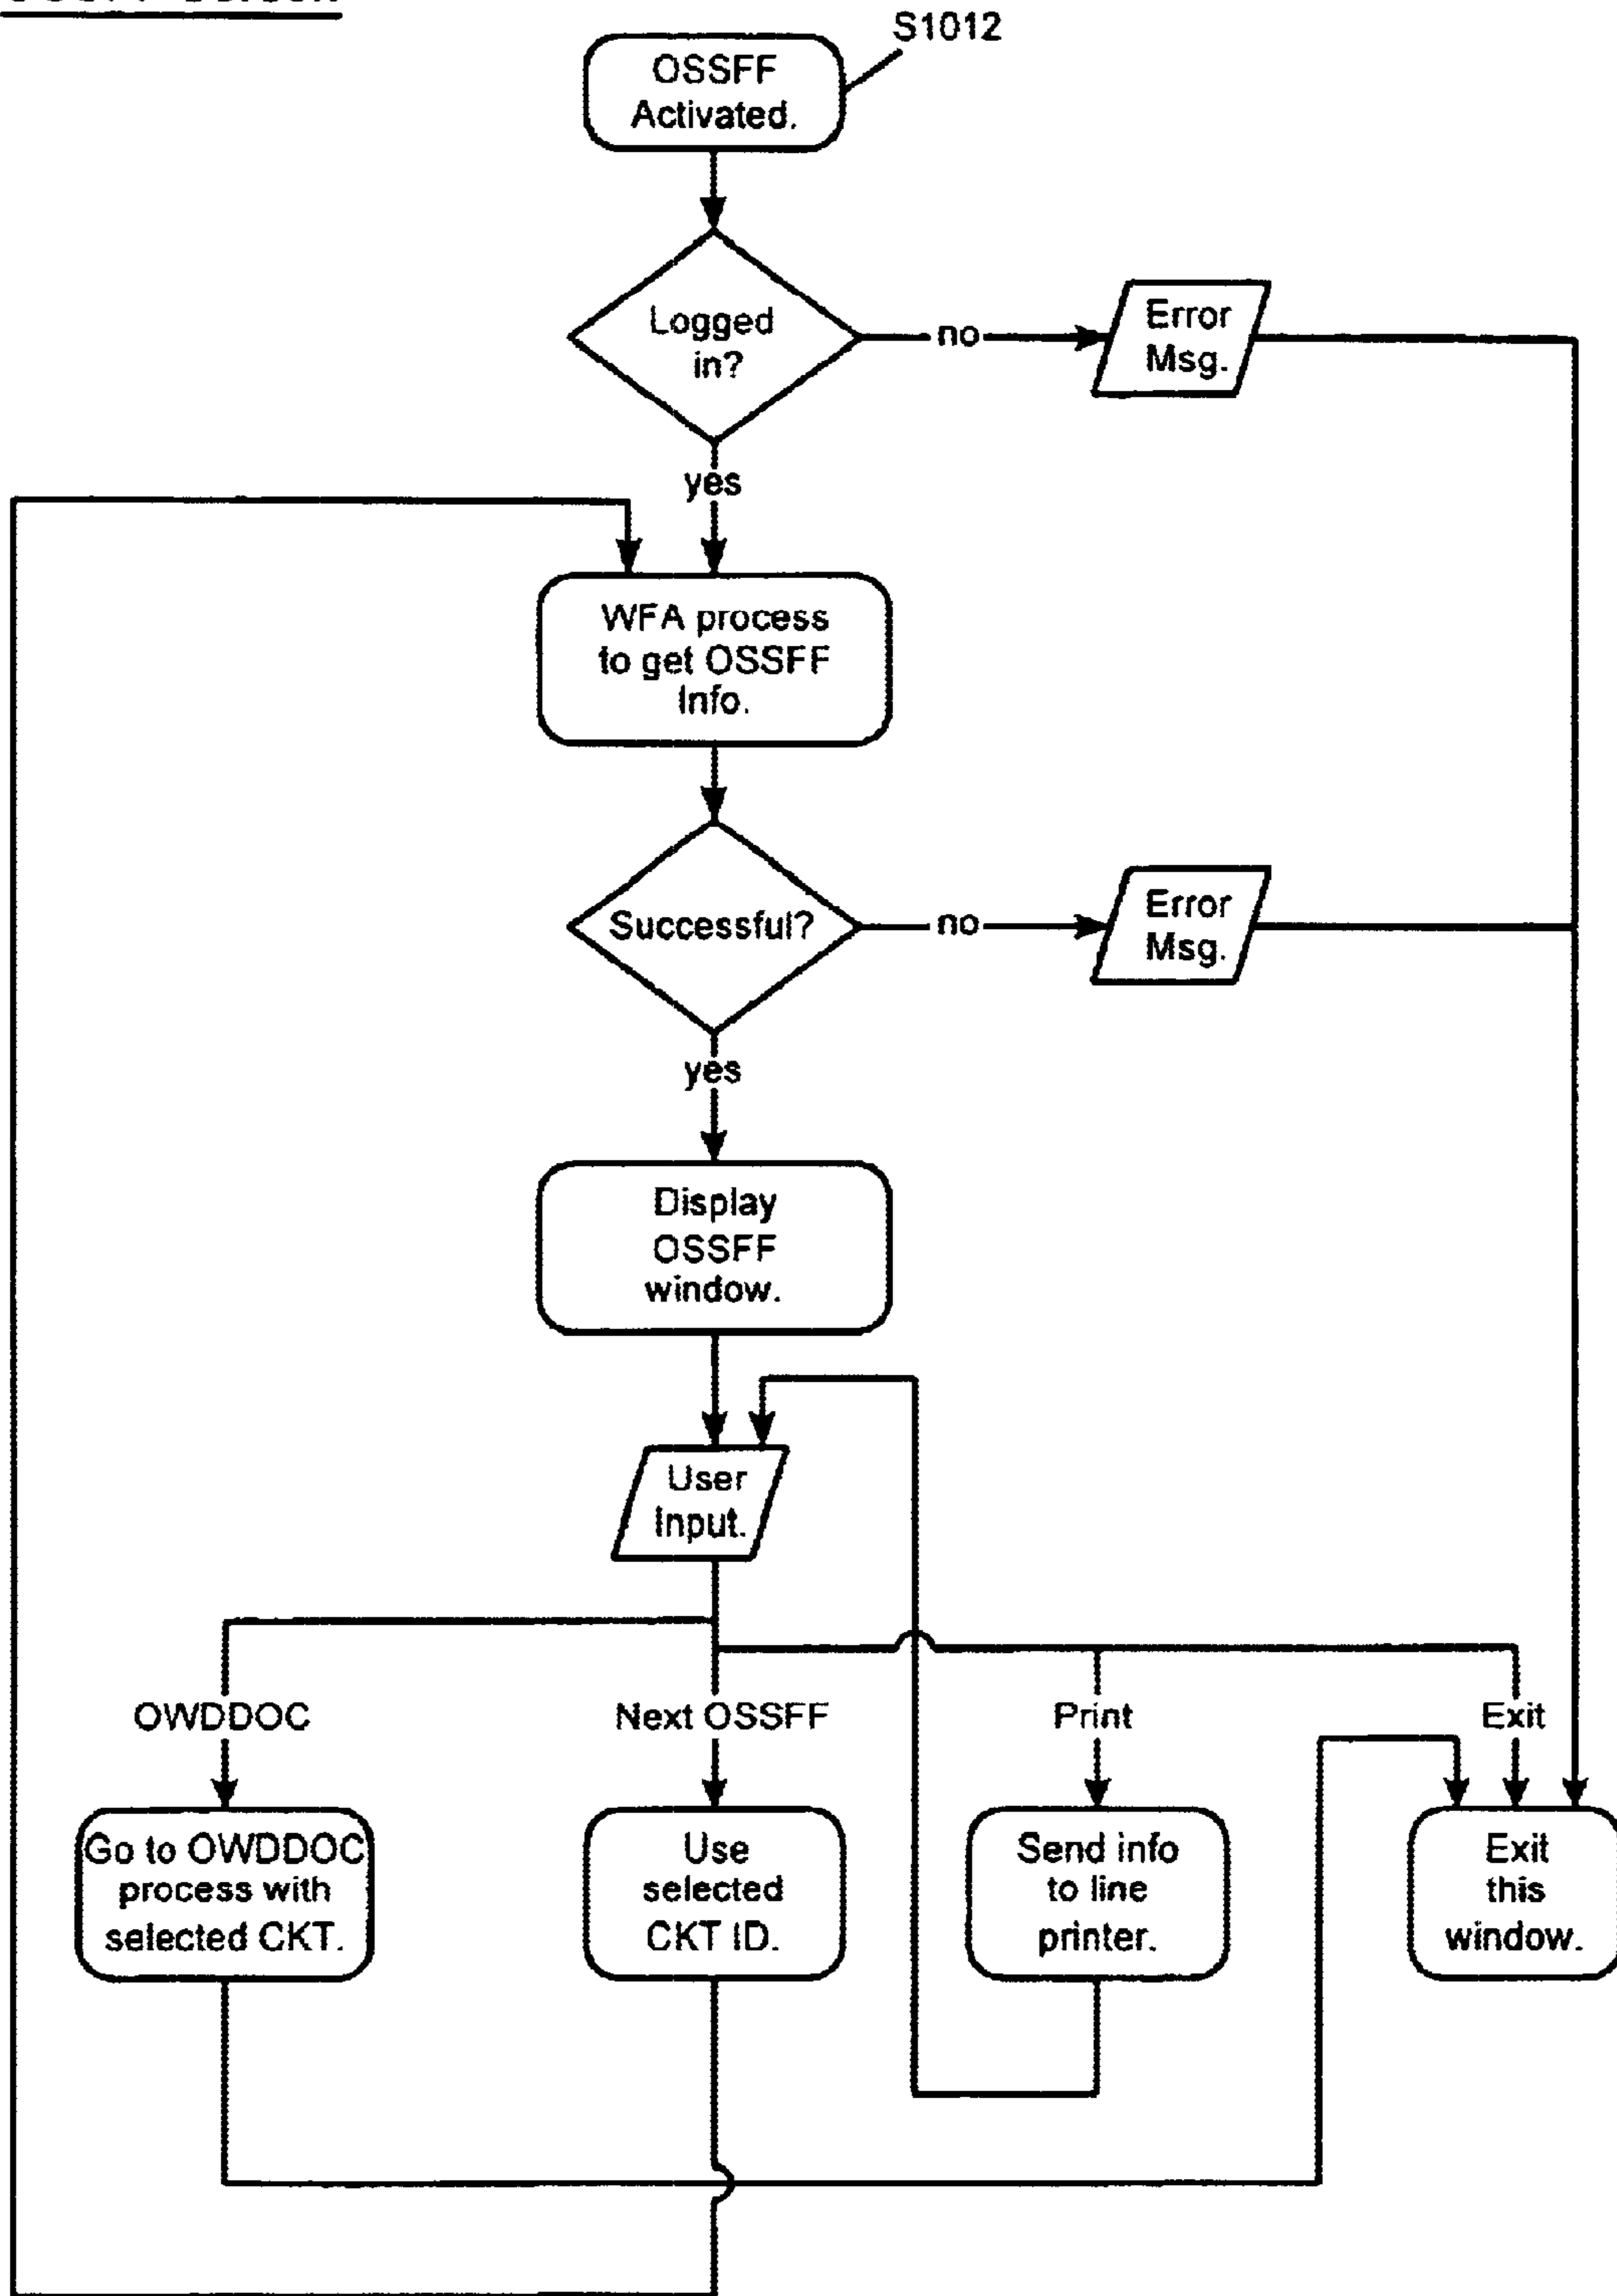 S1012
OSSFF
Activated.
Logged
in?
no
Error
Msg.
yes
WFA process
to get OSSFF
Info.
Successful?
no
Error
Msg.
yes
Display
OSSFF
window.
User
Input.
OWDDOC
Next OSSFF
Print
Exit
Go to OWDDOC
process with
selected CKT.
Use
selected
CKT ID.
Send info
to line
printer.
Exit
this
window.